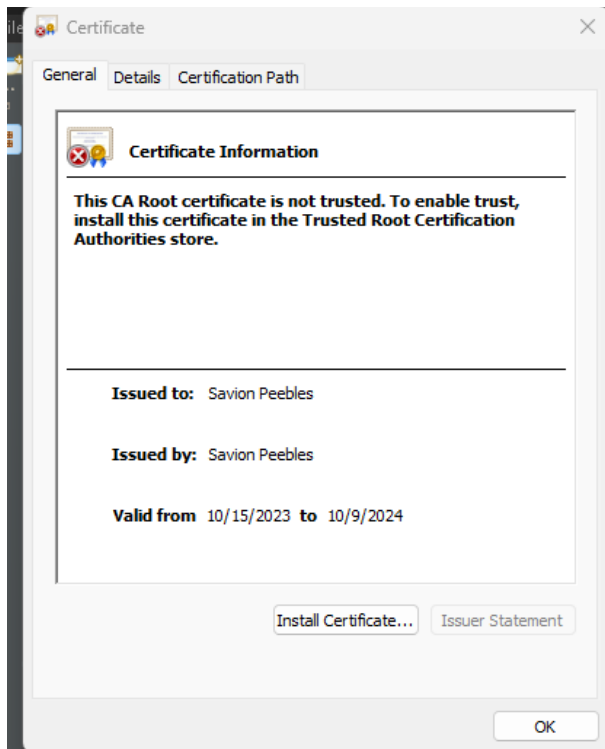 Certificate
General Details Certification Path
Certificate Information
This CA Root certificate is not trusted. To enable trust,
install this certificate in the Trusted Root Certification
Authorities store.
Issued to: Savion Peebles
Issued by: Savion Peebles
Valid from 10/15/2023 to 10/9/2024
Install Certificate... Issuer Statement
OK